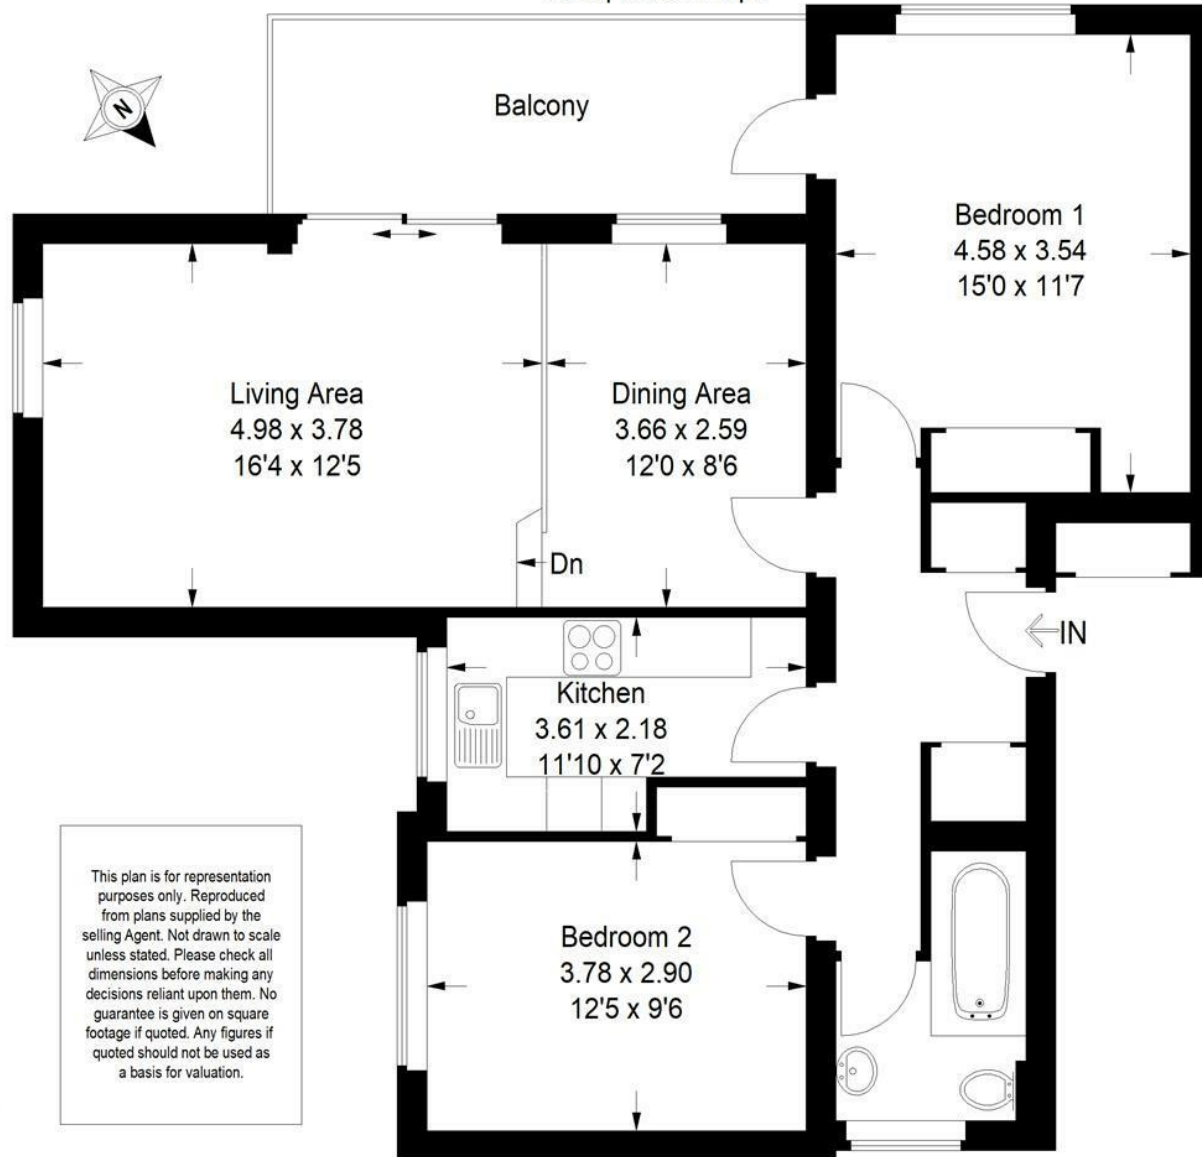 Balcony
N
Bedroom 1
4.58 x 3.54
15'0 x 11'7
Living Area
4.98 x 3.78
16'4 x 12'5
Dining Area
3.66 x 2.59
12'0 x 8'6
Dn
IN
Kitchen
3.61 x 2.18
11'10 x 7'2
Bedroom 2
3.78 x 2.90
12'5 x 9'6
This plan is for representation
purposes only. Reproduced
from plans supplied by the
selling Agent. Not drawn to scale
unless stated. Please check all
dimensions before making any
decisions reliant upon them. No
guarantee is given on square
footage if quoted. Any figures if
quoted should not be used as
a basis for valuation.